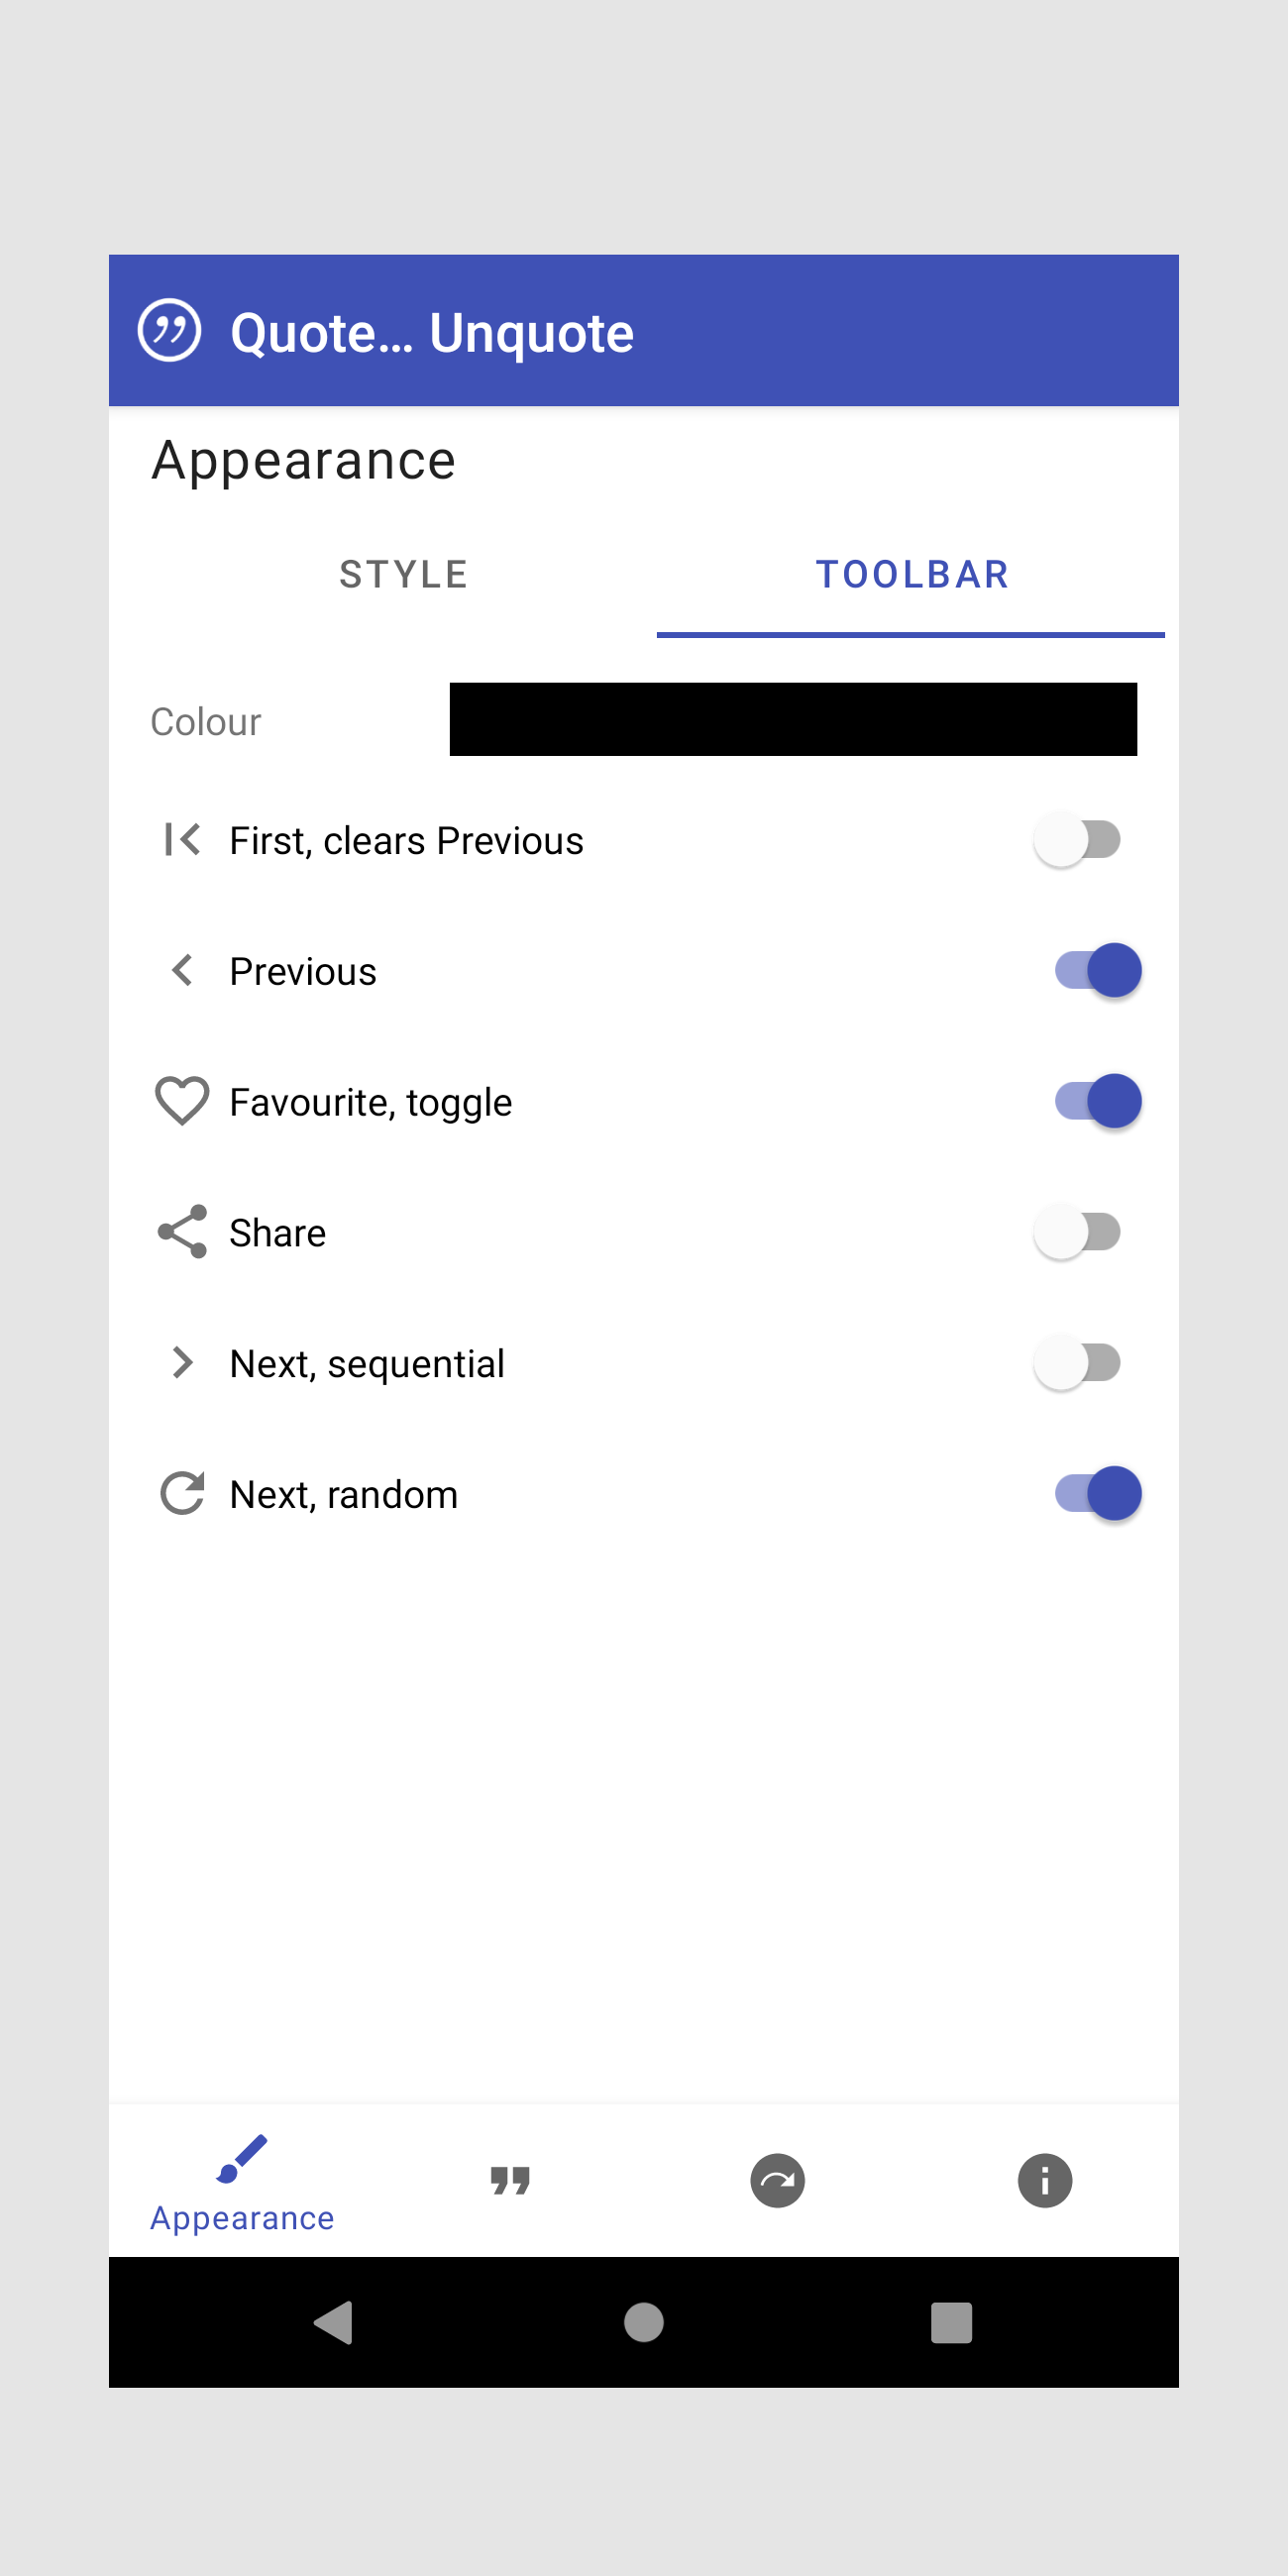 Quote… Unquote
Appearance
STYLE TOOLBAR
Colour
First, clears Previous
Previous
Favourite, toggle
Share
Next, sequential
Next, random
Appearance